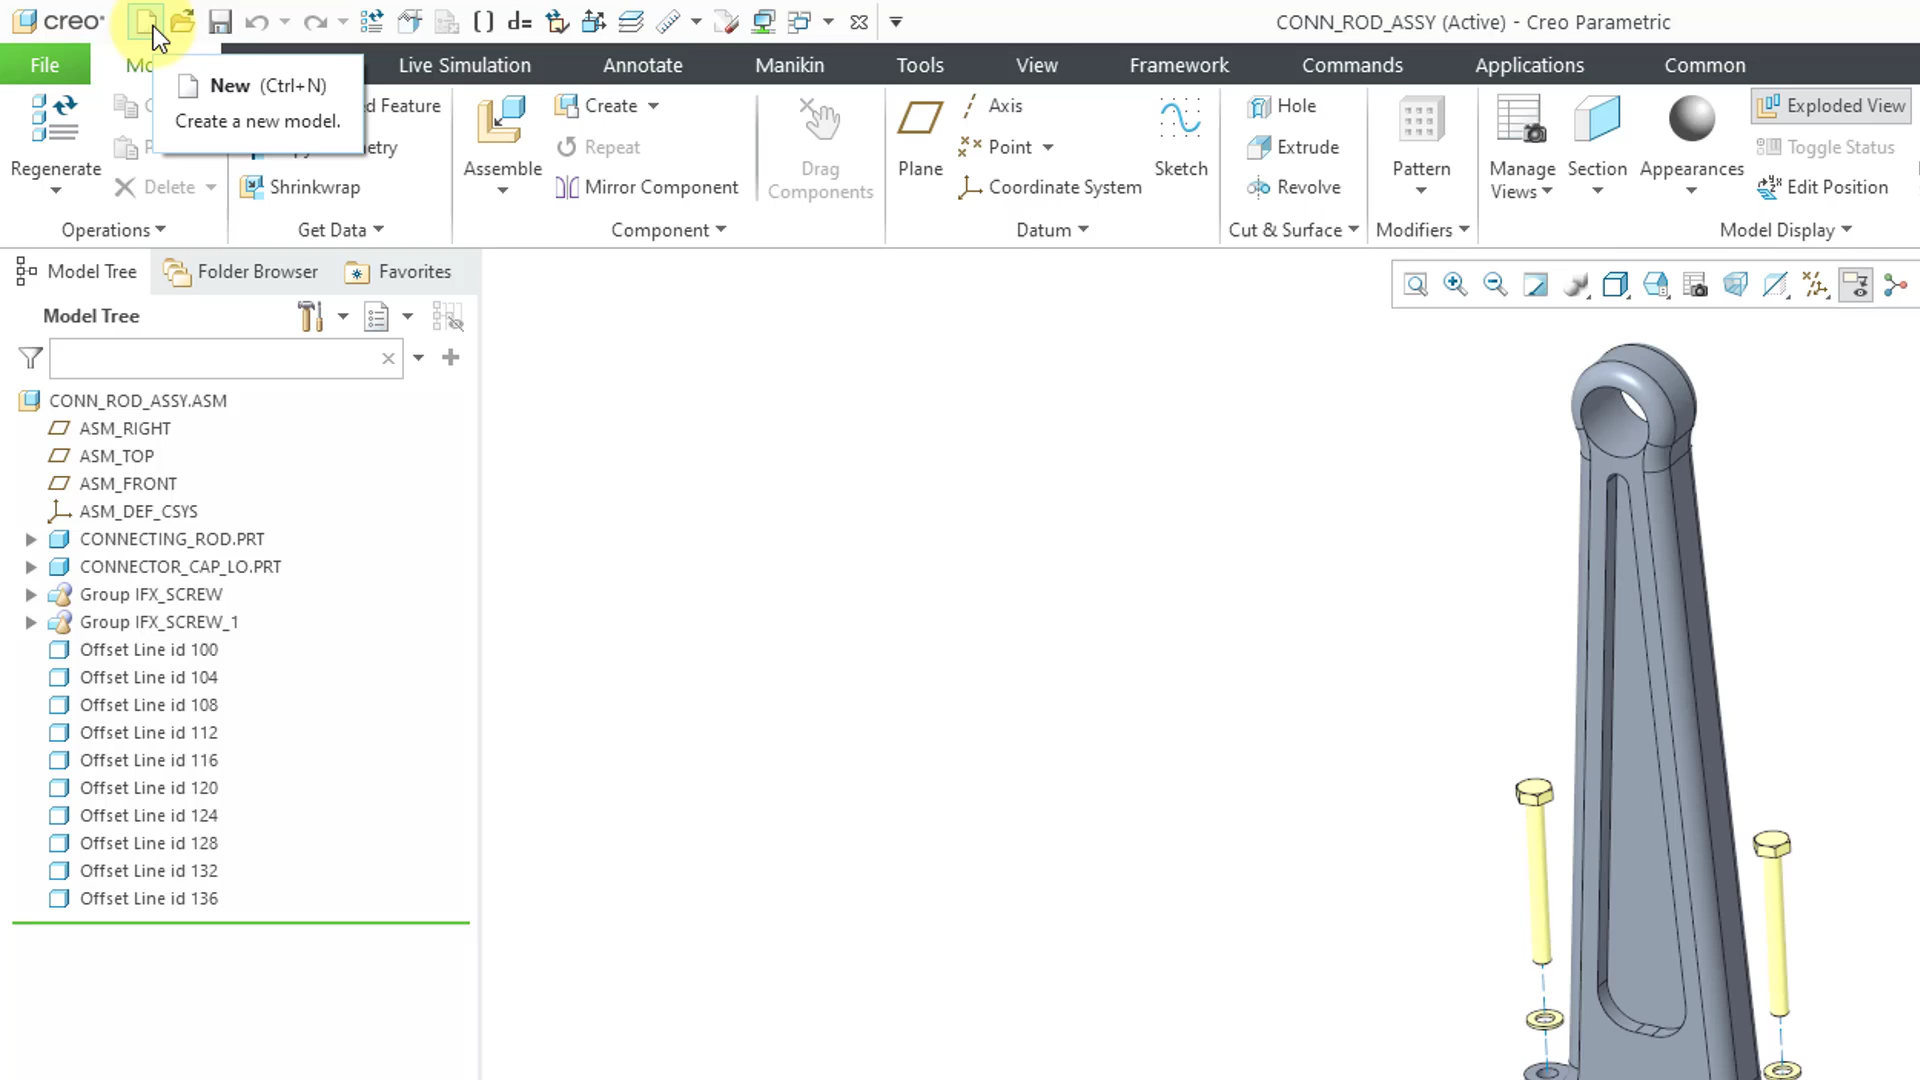 creo
d=
CONN_ROD_ASSY (Active) - Creo Parametric
File
Mo
Live Simulation
Annotate
Manikin
Tools
View
Framework
Commands
Applications
Common
New (Ctrl+N)
Create a new model.
Regenerate
Delete
Operations
d Feature
Shrinkwrap
Get Data
Assemble
Create
Repeat
Mirror Component
Drag
Components
Component
Plane
Axis
Point
Coordinate System
Sketch
Datum
Hole
Extrude
Revolve
Cut & Surface
Pattern
Modifiers
Manage
Views
Section
Appearances
Exploded View
Toggle Status
Edit Position
Model Display
Model Tree
Folder Browser
Favorites
Model Tree
CONN_ROD_ASSY.ASM
ASM_RIGHT
ASM_TOP
ASM_FRONT
ASM_DEF_CSYS
CONNECTING_ROD.PRT
CONNECTOR_CAP_LO.PRT
Group IFX_SCREW
Group IFX_SCREW_1
Offset Line id 100
Offset Line id 104
Offset Line id 108
Offset Line id 112
Offset Line id 116
Offset Line id 120
Offset Line id 124
Offset Line id 128
Offset Line id 132
Offset Line id 136